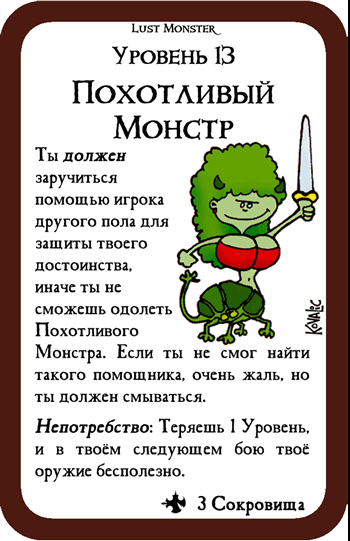 Lust Monster
Уровень 13
Похотливый
Монстр
Ты должен
заручиться
помощью игрока
другого пола для
защиты твоего
достоинства,
иначе ты не
сможешь одолеть
Похотливого
Монстра. Если ты не смог найти
такого помощника, очень жаль, но
ты должен смываться.
Непотребство: Теряешь 1 Уровень,
и в твоём следующем бою твоё
оружие бесполезно.
3 Сокровища
Kovalic